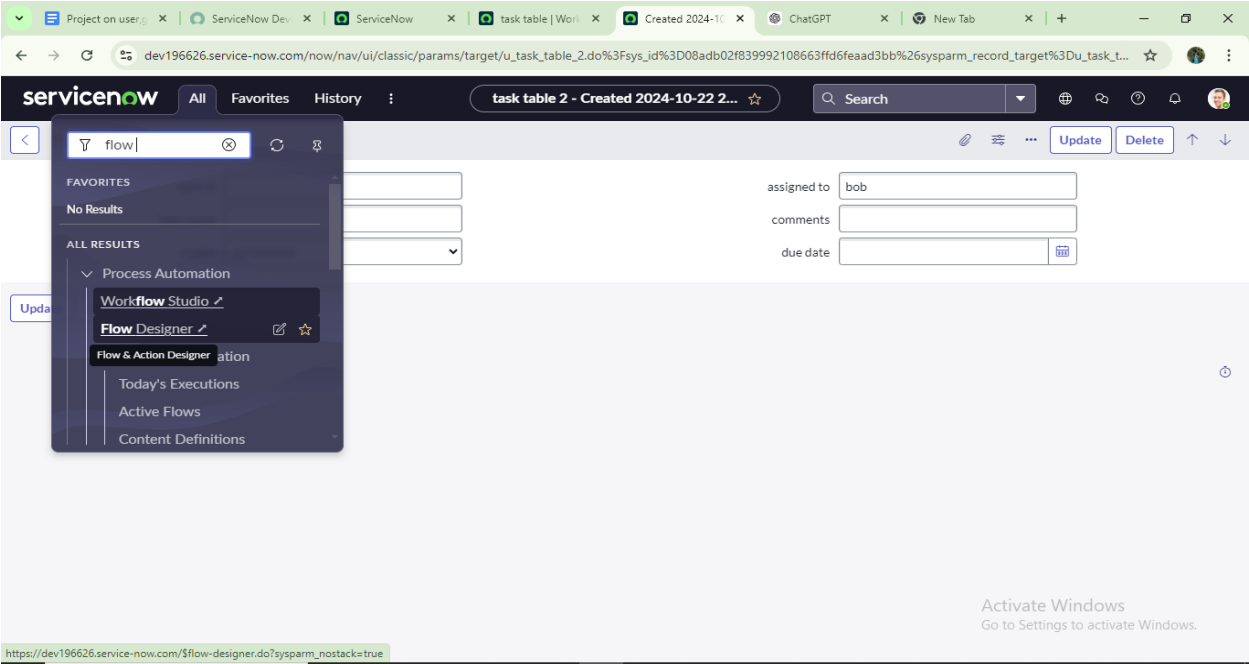 Project on user,g
ServiceNow Dev
ServiceNow
task table | Work
Created 2024-10
ChatGPT
New Tab
dev196626.service-now.com/now/nav/ui/classic/params/target/u_task_table_2.do%3Fsys_id%3D08adb02f839992108663ffd6feaad3bb%26sysparm_record_target%3Du_task_t...
servicenow
All
Favorites
History
task table 2 - Created 2024-10-22 2...
Search
flow
Update
Delete
FAVORITES
No Results
ALL RESULTS
Process Automation
Workflow Studio
Flow Designer
Flow & Action Designer
ation
Today's Executions
Active Flows
Content Definitions
assigned to
bob
comments
due date
Upda
Activate Windows
Go to Settings to activate Windows.
https://dev196626.service-now.com/$flow-designer.do?sysparm_nostack=true